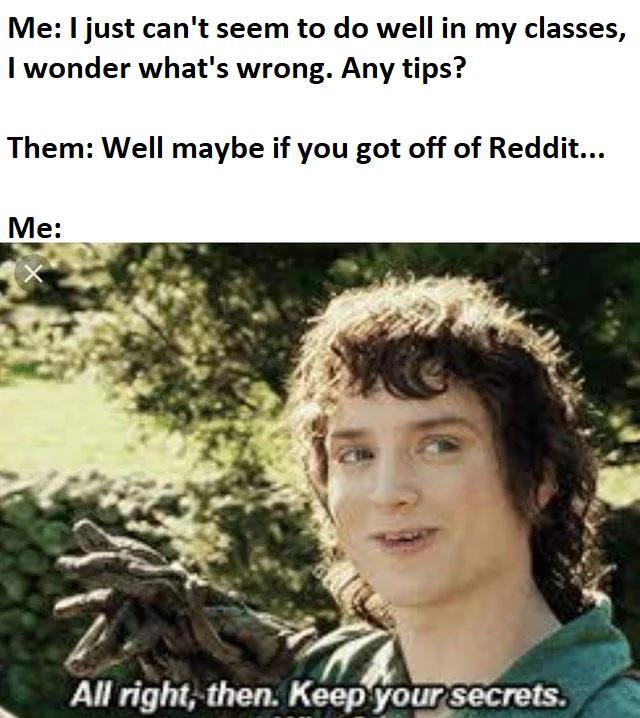 Me: I just can't seem to do well in my classes,
I wonder what's wrong. Any tips?
Them: Well maybe if you got off of Reddit...
Me:
All right, then. Keep your secrets.